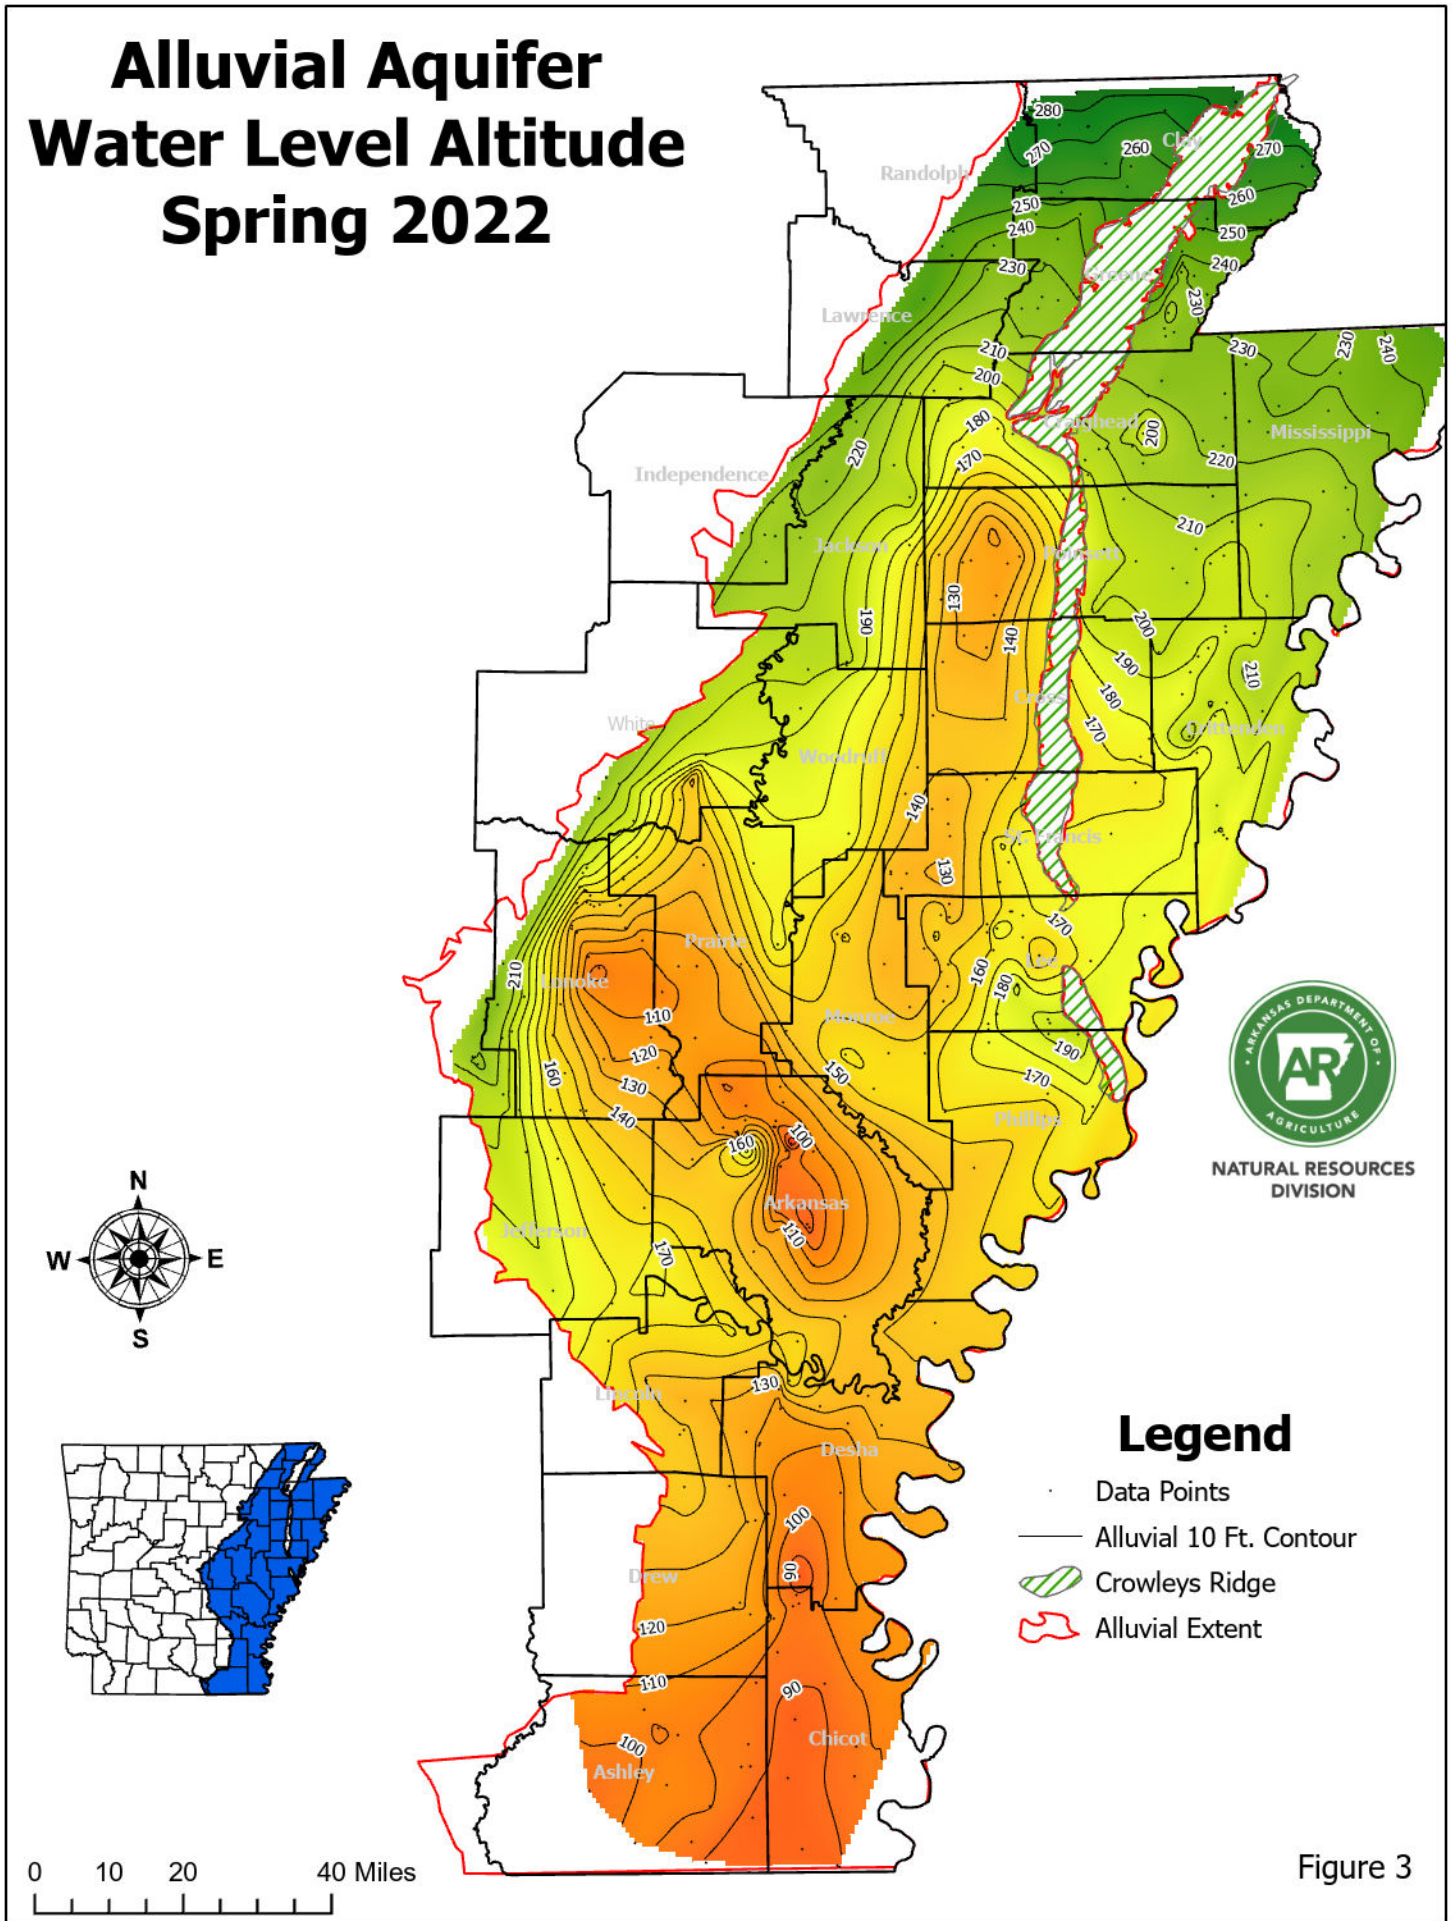 Alluvial Aquifer
Water Level Altitude
Spring 2022
280
270
260
Clay
270
Randolph
260
250
240
250
240
230
Greene
230
Lawrence
210
200
230
230
240
180
Craighead
200
Mississippi
220
170
220
Independence
210
Jackson
Poinsett
130
190
140
200
190
210
Cross
180
White
170
Crittenden
Woodruff
140
St. Francis
130
170
Prairie
Lee
210
Lonoke
160
180
110
Monroe
120
190
160
130
150
170
140
Phillips
160
100
Arkansas
Jefferson
110
170
130
Lincoln
Desha
100
90
Drew
120
110
90
Chicot
100
Ashley
ARKANSAS DEPARTMENT OF
AR
AGRICULTURE
NATURAL RESOURCES
DIVISION
N
W E
S
Legend
Data Points
Alluvial 10 Ft. Contour
Crowleys Ridge
Alluvial Extent
0 10 20 40 Miles
Figure 3